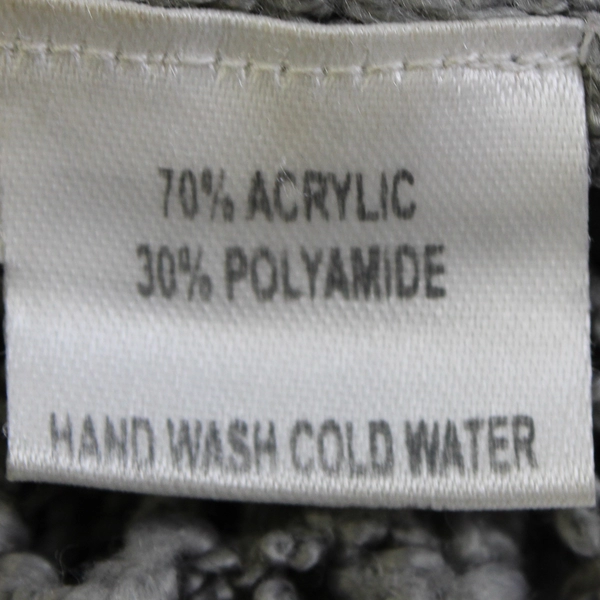 70% ACRYLIC
30% POLYAMIDE
HAND WASH COLD WATER